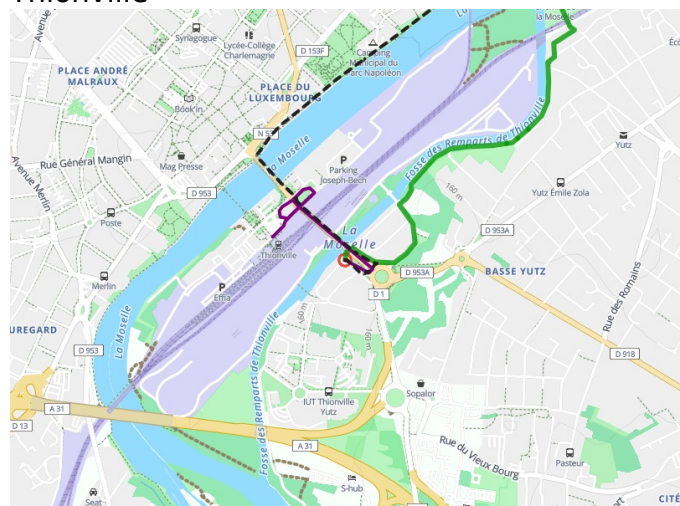 Thionville
Avenue
Synagogue
Lycée-Collège
Charlemagne
D 153F
Camping
Municipal du
Parc Napoléon
La
la Moselle
PLACE ANDRÉ
MALRAUX
PLACE DU
LUXEMBOURG
Book'in
N 53
La Moselle
Fosse des Remparts de Thionville
Yutz
Rue Général Mangin
Mag Presse
Parking
Joseph-Bech
160 m
Avenue Merlin
D 953
Yutz Émile Zola
Poste
La
Moselle
D 953A
Thionville
Merlin
Etna
D 953A
BASSE YUTZ
D 1
Rue des Romains
La Moselle
160 m
160 m
UREGARD
D 953
D 918
Fosse des Remparts de Thionville
IUT Thionville
Yutz
Sopalor
A 31
D 13
A 31
Rue du Vieux Bourg
Pasteur
S-hub
Seat
CITÉ